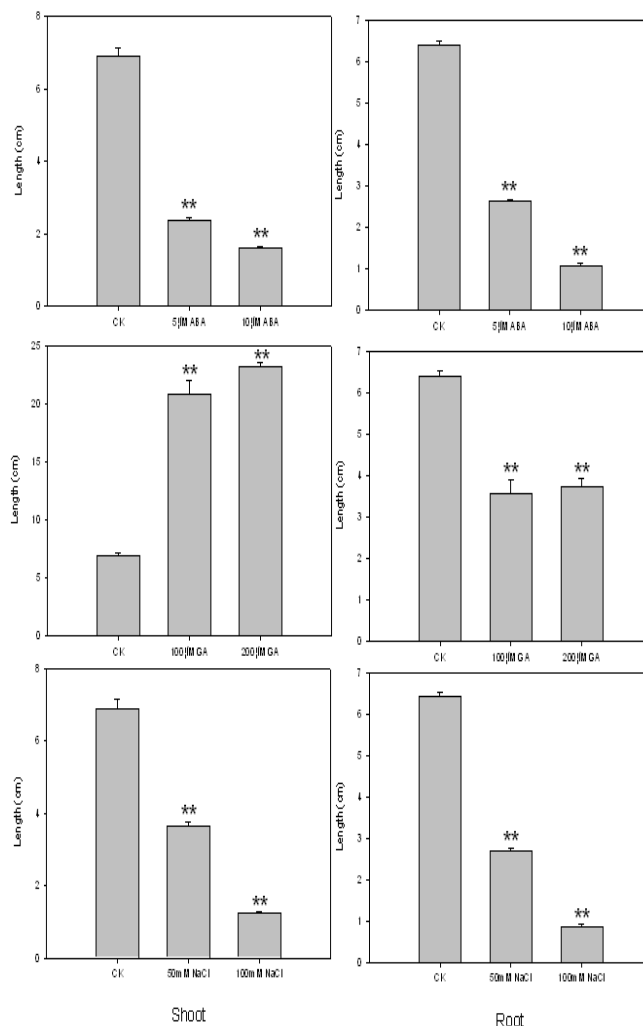 8
6
4
2
0
Length (cm)
**
**
CK
5μM ABA
10μM ABA
7
6
5
4
3
2
1
0
Length (cm)
**
**
CK
5μM ABA
10μM ABA
25
20
15
10
5
0
Length (cm)
**
**
CK
100μM GA
200μM GA
7
6
5
4
3
2
1
0
Length (cm)
**
**
CK
100μM GA
200μM GA
8
6
4
2
0
Length (cm)
**
**
CK
50mM NaCl
100mM NaCl
7
6
5
4
3
2
1
0
Length (cm)
**
**
CK
50mM NaCl
100mM NaCl
Shoot
Root